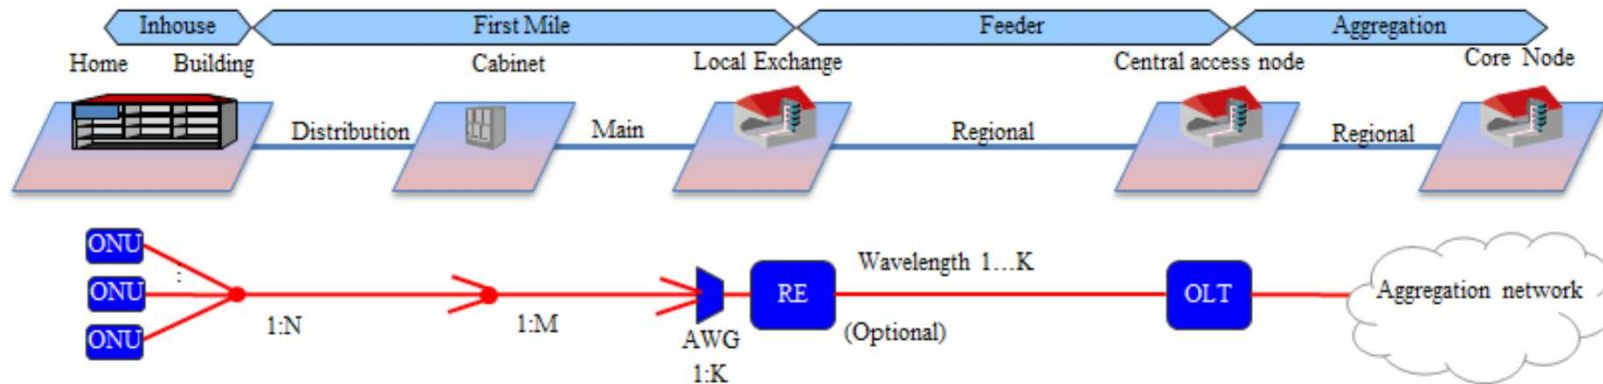 Inhouse First Mile Feeder Aggregation
Home Building Cabinet Local Exchange Central access node Core Node
Distribution Main Regional Regional
ONU
:
ONU
ONU
1:N
1:M
AWG
1:K
RE
Wavelength 1...K
(Optional)
OLT
Aggregation network